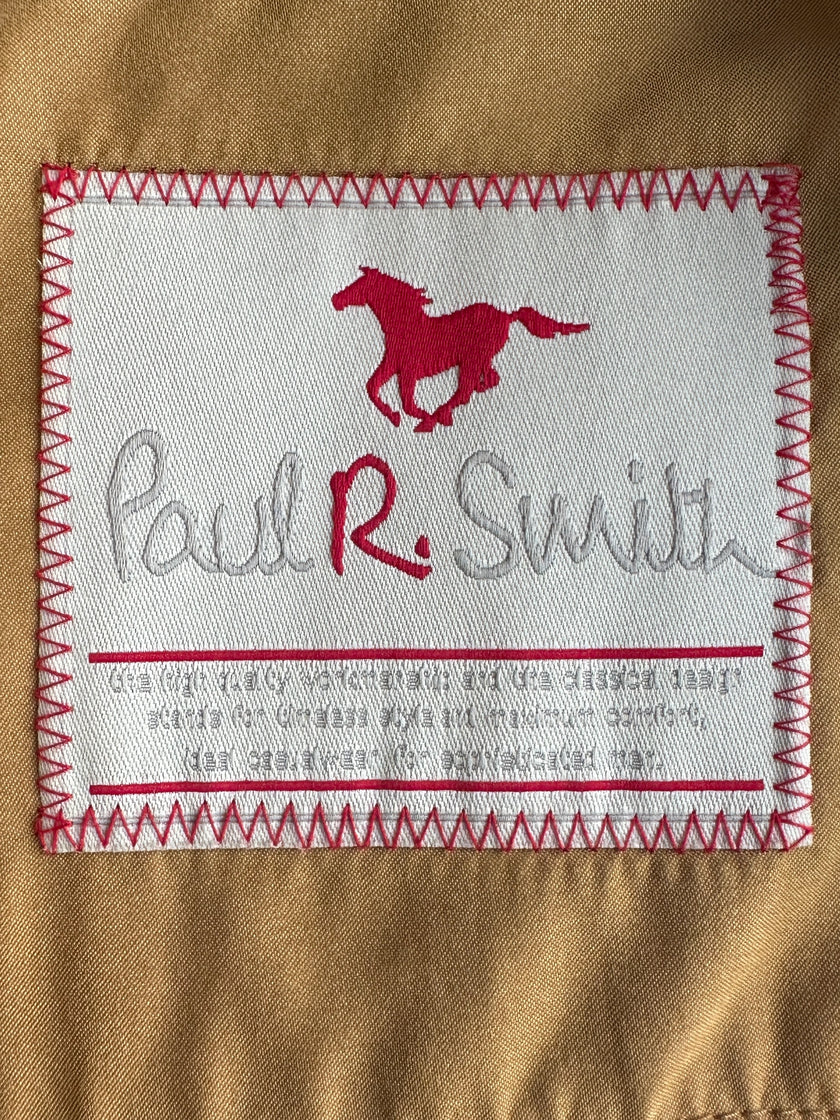 Paul R. Smith
the high quality workmanship and the classical design
stands for timeless style and maximum comfort,
ideal casualwear for sophisticated men.